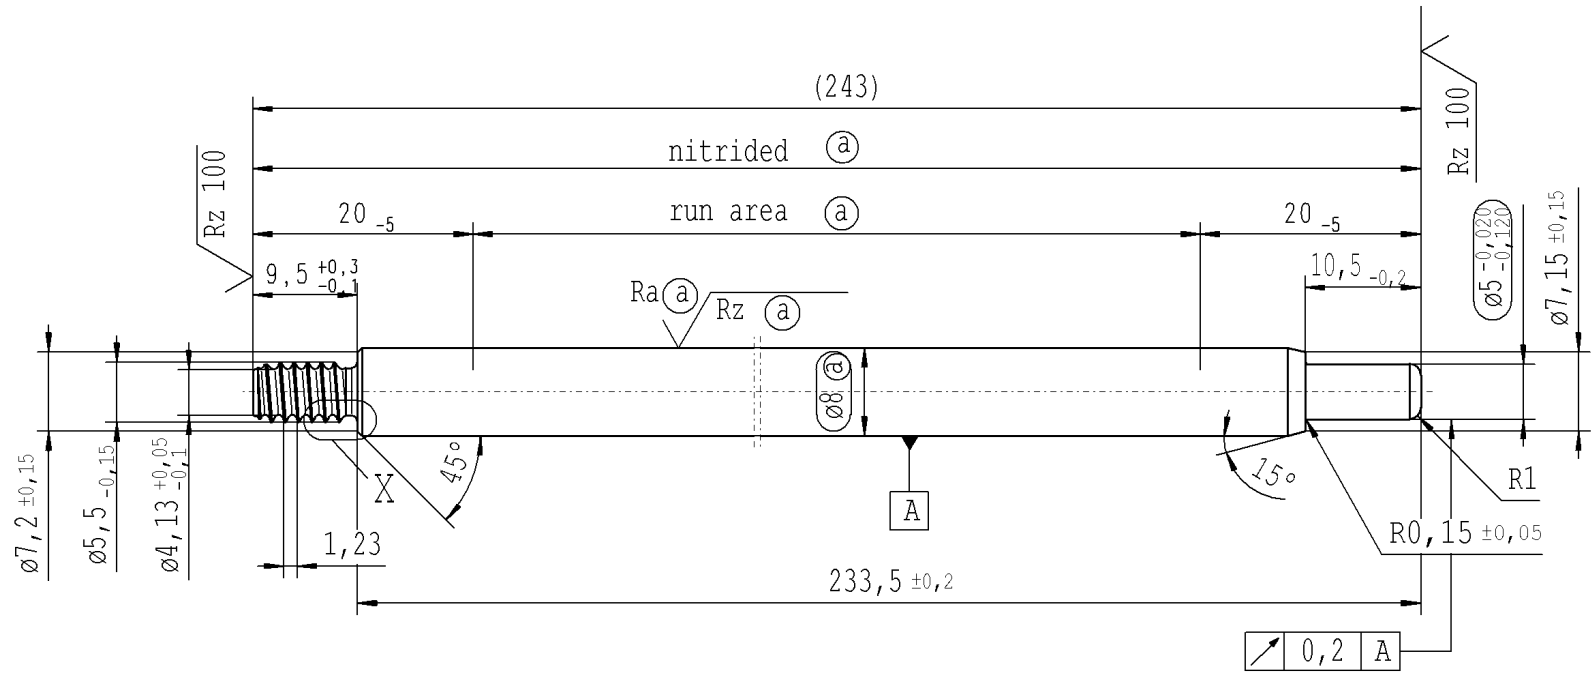 (243)
nitrided a
Rz 100
Rz 100
20 -5
run area a
20 -5
9,5 +0,3 -0,1
10,5 -0,2
ø5 -0,020 -0,120
ø7,15 ±0,15
Ra a
Rz a
ø8 a
ø7,2 ±0,15
ø5,5 -0,15
ø4,13 +0,05 -0,1
X
45°
15°
A
R1
R0,15 ±0,05
1,23
233,5 ±0,2
0,2 A